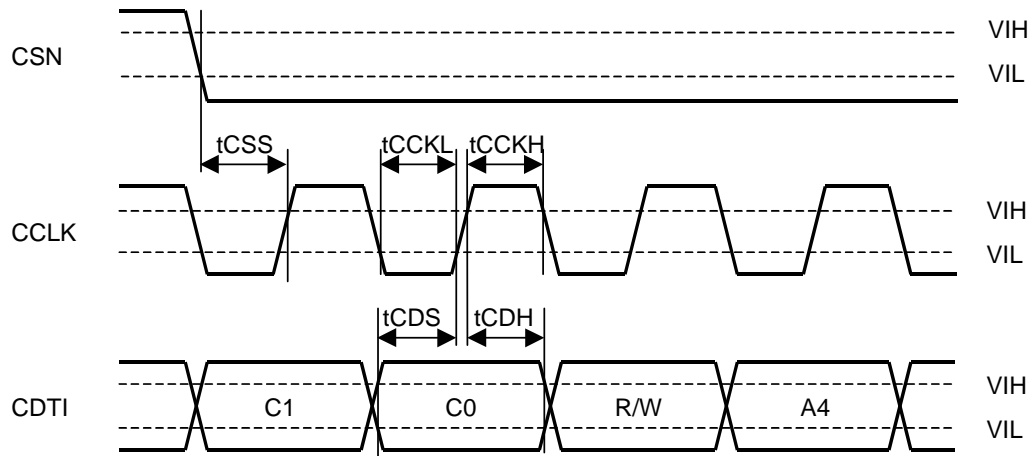 CSN
VIH
VIL
tCSS
tCCKL
tCCKH
CCLK
VIH
VIL
tCDS
tCDH
CDTI
C1
C0
R/W
A4
VIH
VIL